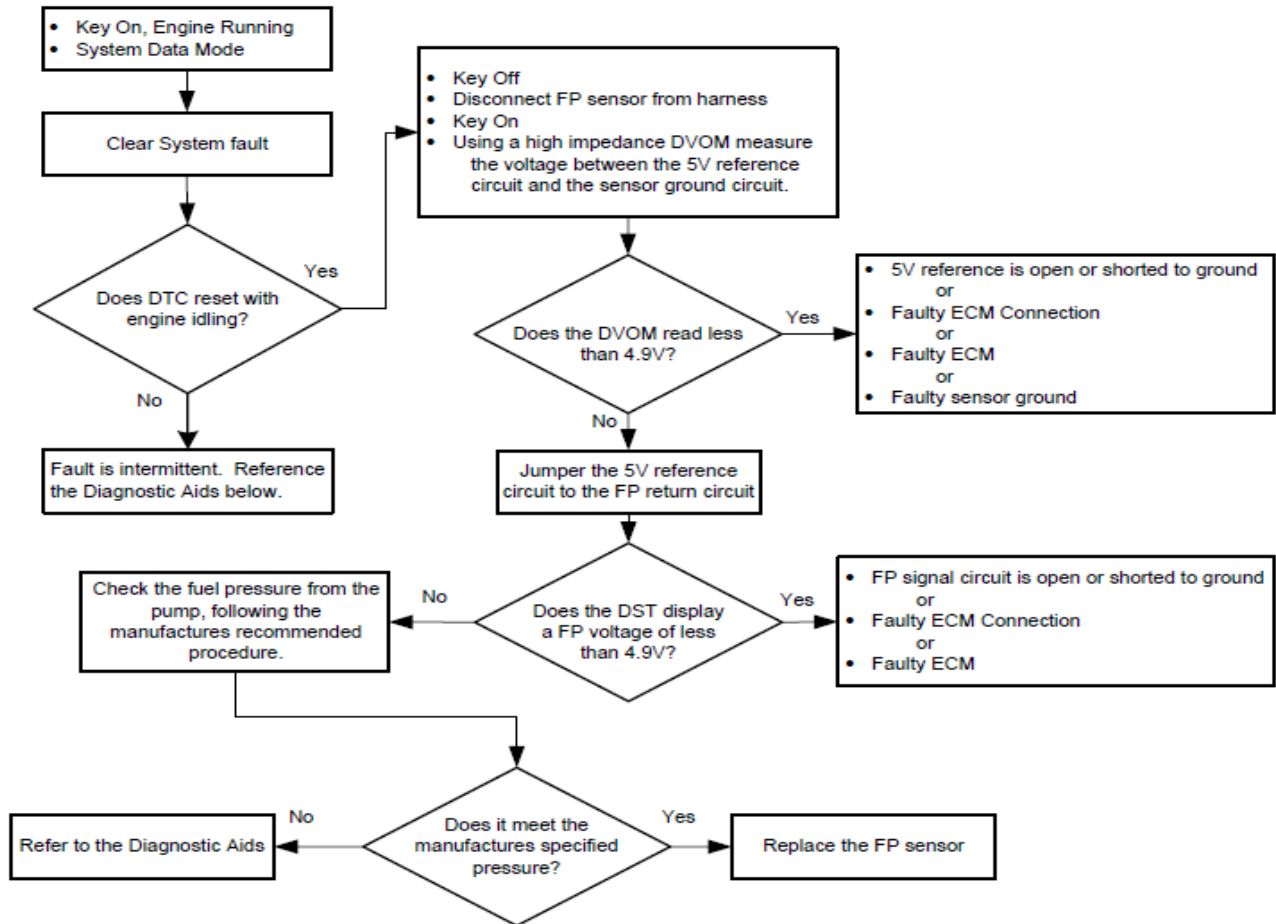 • Key On, Engine Running
• System Data Mode
Clear System fault
Does DTC reset with
engine idling?
Yes
No
Fault is intermittent. Reference
the Diagnostic Aids below.
• Key Off
• Disconnect FP sensor from harness
• Key On
• Using a high impedance DVOM measure
the voltage between the 5V reference
circuit and the sensor ground circuit.
Does the DVOM read less
than 4.9V?
Yes
• 5V reference is open or shorted to ground
or
• Faulty ECM Connection
or
• Faulty ECM
or
• Faulty sensor ground
No
Jumper the 5V reference
circuit to the FP return circuit
Does the DST display
a FP voltage of less
than 4.9V?
Yes
• FP signal circuit is open or shorted to ground
or
• Faulty ECM Connection
or
• Faulty ECM
No
Check the fuel pressure from the
pump, following the
manufactures recommended
procedure.
Does it meet the
manufactures specified
pressure?
No
Refer to the Diagnostic Aids
Yes
Replace the FP sensor